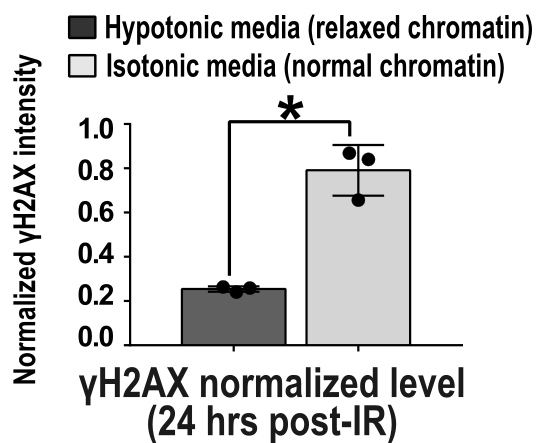 Hypotonic media (relaxed chromatin)
Isotonic media (normal chromatin)
Normalized γH2AX intensity
*
1.0
0.8
0.6
0.4
0.2
0.0
γH2AX normalized level
(24 hrs post-IR)